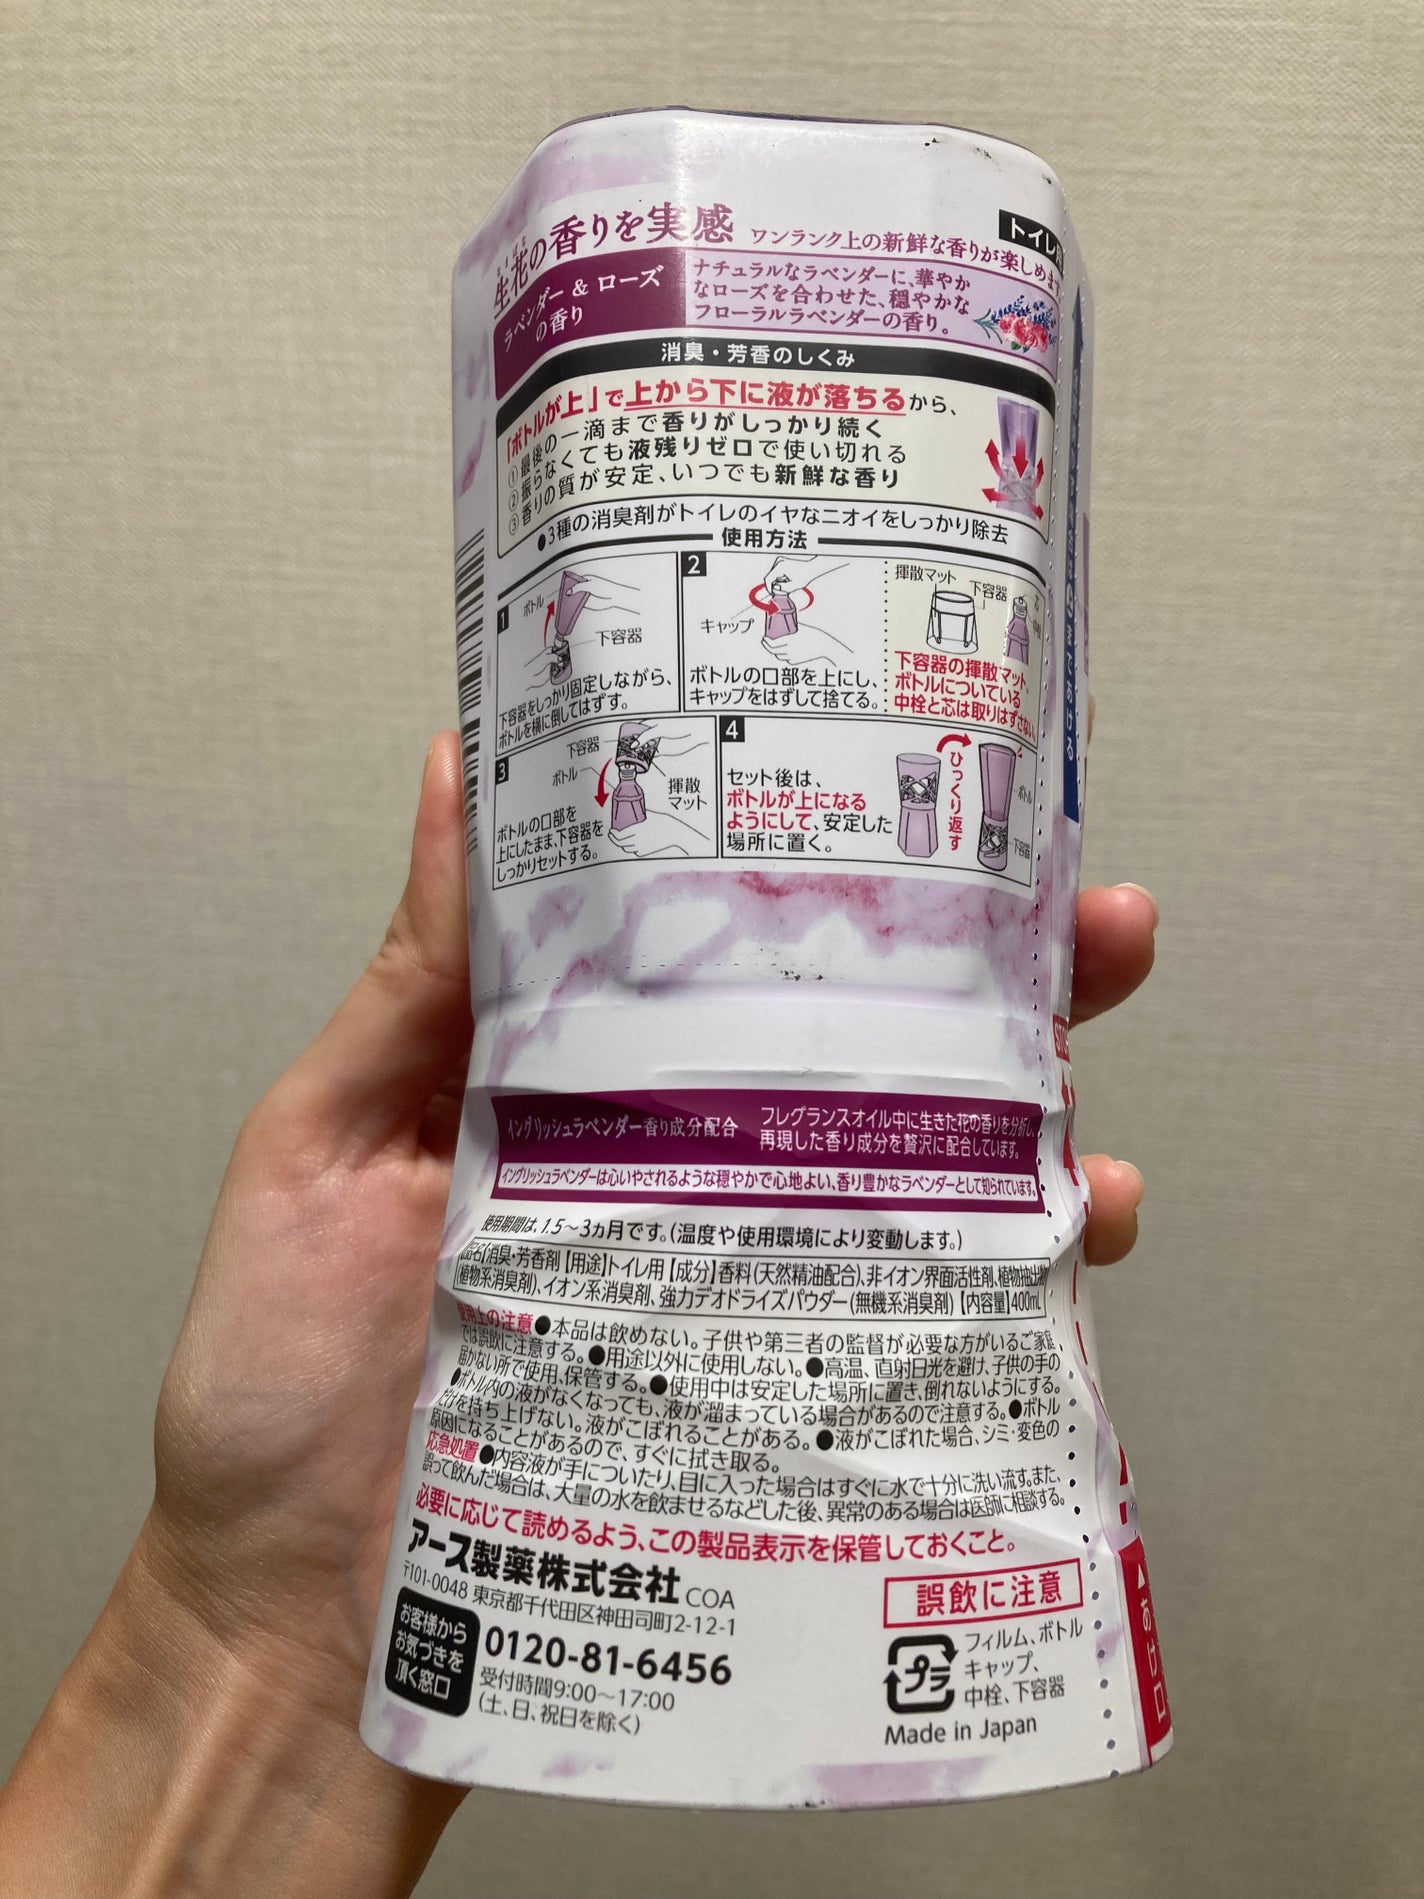 トイレ
生花の香りを実感 ワンランク上の新鮮な香りが楽しめます
なまはな
ラベンダー & ローズ
の香り
ナチュラルなラベンダーに、華やか
なローズを合わせた、穏やかな
フローラルラベンダーの香り。
消臭・芳香のしくみ
「ボトルが上」で上から下に液が落ちるから、
①最後の一滴まで香りがしっかり続く
②振らなくても液残りゼロで使い切れる
③香りの質が安定、いつでも新鮮な香り
●3種の消臭剤がトイレのイヤなニオイをしっかり除去
使用方法
1
ボトル
下容器
下容器をしっかり固定しながら、
ボトルを横に倒してはずす。
2
キャップ
ボトルの口部を上にし、
キャップをはずして捨てる。
揮散マット
下容器
芯
中栓
下容器の揮散マット、
ボトルについている
中栓と芯は取りはずさない。
3
下容器
ボトル
揮散
マット
ボトルの口部を
上にしたまま、下容器を
しっかりセットする。
4
セット後は、
ボトルが上になる
ようにして、安定した
場所に置く。
ひっくり返す
ボトル
下容器
イングリッシュラベンダー香り成分配合
フレグランスオイル中に生きた花の香りを分析し、
再現した香り成分を贅沢に配合しています。
イングリッシュラベンダーは心いやされるような穏やかで心地よい、香り豊かなラベンダーとして知られています。
使用期間は、1.5～3ヵ月です。(温度や使用環境により変動します。)
【品名】消臭・芳香剤【用途】トイレ用【成分】香料(天然精油配合)、非イオン界面活性剤、植物抽出物
(植物系消臭剤)、イオン系消臭剤、強力デオドライズパウダー(無機系消臭剤)【内容量】400mL
使用上の注意●本品は飲めない。子供や第三者の監督が必要な方がいるご家庭
では誤飲に注意する。●用途以外に使用しない。●高温、直射日光を避け、子供の手の
届かない所で使用、保管する。●使用中は安定した場所に置き、倒れないようにする。
●ボトル内の液がなくなっても、液が溜まっている場合があるので注意する。●ボトル
だけを持ち上げない。液がこぼれることがある。●液がこぼれた場合、シミ・変色の
原因になることがあるので、すぐに拭き取る。
応急処置●内容液が手についたり、目に入った場合はすぐに水で十分に洗い流す。また、
誤って飲んだ場合は、大量の水を飲ませるなどした後、異常のある場合は医師に相談する。
必要に応じて読めるよう、この製品表示を保管しておくこと。
アース製薬株式会社 COA
〒101-0048 東京都千代田区神田司町2-12-1
お客様から
お気づきを
頂く窓口
0120-81-6456
受付時間9:00～17:00
(土、日、祝日を除く)
誤飲に注意
プラ
フィルム、ボトル
キャップ、
中栓、下容器
Made in Japan
あけ口